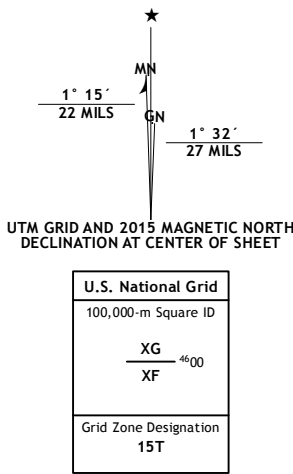 MN
1° 15´
22 MILS
GN
1° 32´
27 MILS
UTM GRID AND 2015 MAGNETIC NORTH
DECLINATION AT CENTER OF SHEET
U.S. National Grid
100,000-m Square ID
XG
4600
XF
Grid Zone Designation
15T